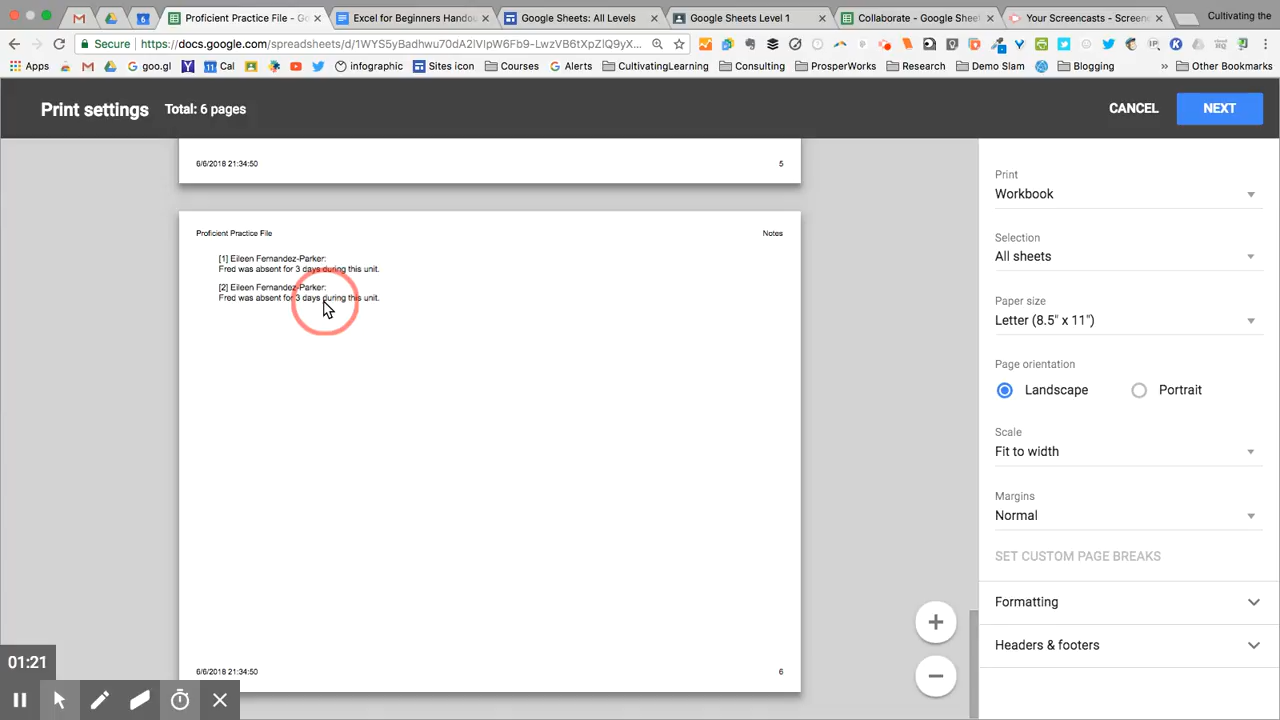 6
Proficient Practice File - Go
Excel for Beginners Handou
Google Sheets: All Levels
Google Sheets Level 1
Collaborate - Google Shee
Your Screencasts - Screen
Cultivating the
Secure
https://docs.google.com/spreadsheets/d/1WYS5yBadhwu70dA2lVIpW6Fb9-LwzVB6tXpZlQ9yX...
Apps
goo.gl
11 Cal
infographic
Sites icon
Courses
Alerts
CultivatingLearning
Consulting
ProsperWorks
Research
Demo Slam
Blogging
» Other Bookmarks
Print settings
Total: 6 pages
CANCEL
NEXT
6/6/2018 21:34:50
5
Proficient Practice File
Notes
[1] Eileen Fernandez-Parker:
Fred was absent for 3 days during this unit.
[2] Eileen Fernandez-Parker:
Fred was absent for 3 days during this unit.
6/6/2018 21:34:50
6
Print
Workbook
Selection
All sheets
Paper size
Letter (8.5" x 11")
Page orientation
Landscape
Portrait
Scale
Fit to width
Margins
Normal
SET CUSTOM PAGE BREAKS
Formatting
Headers & footers
01:21